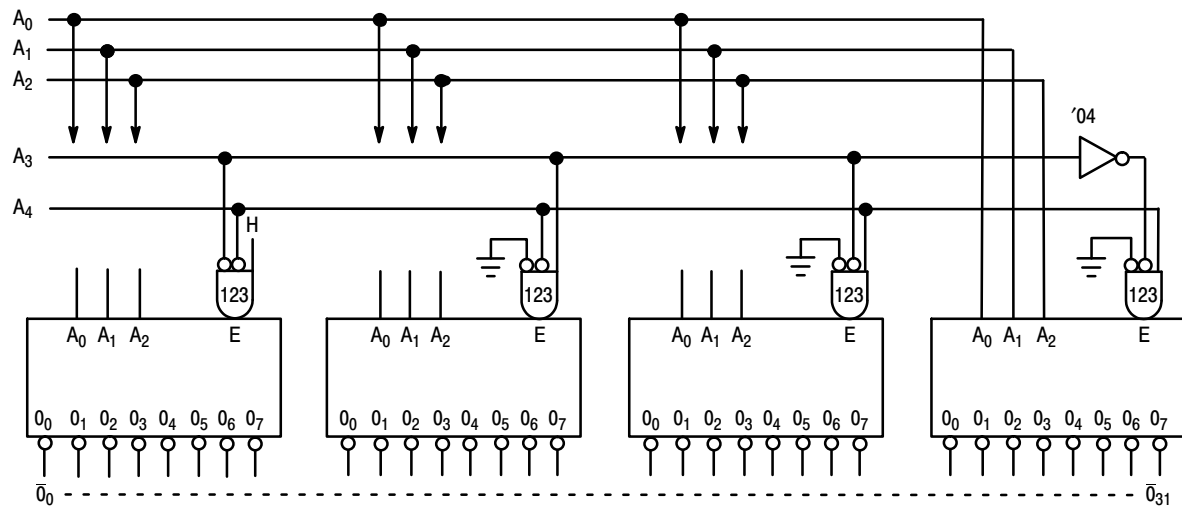 A₀
A₁
A₂
′04
A₃
A₄
H
123 123 123 123
A₀ A₁ A₂ E A₀ A₁ A₂ E A₀ A₁ A₂ E A₀ A₁ A₂ E
0₀ 0₁ 0₂ 0₃ 0₄ 0₅ 0₆ 0₇ 0₀ 0₁ 0₂ 0₃ 0₄ 0₅ 0₆ 0₇ 0₀ 0₁ 0₂ 0₃ 0₄ 0₅ 0₆ 0₇ 0₀ 0₁ 0₂ 0₃ 0₄ 0₅ 0₆ 0₇
0̅₀ 0̅₃₁